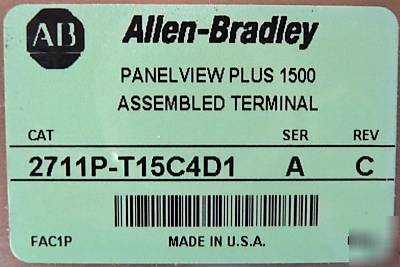 AB
Allen-Bradley
PANELVIEW PLUS 1500
ASSEMBLED TERMINAL
CAT SER REV
2711P-T15C4D1 A C
FAC1P MADE IN U.S.A.